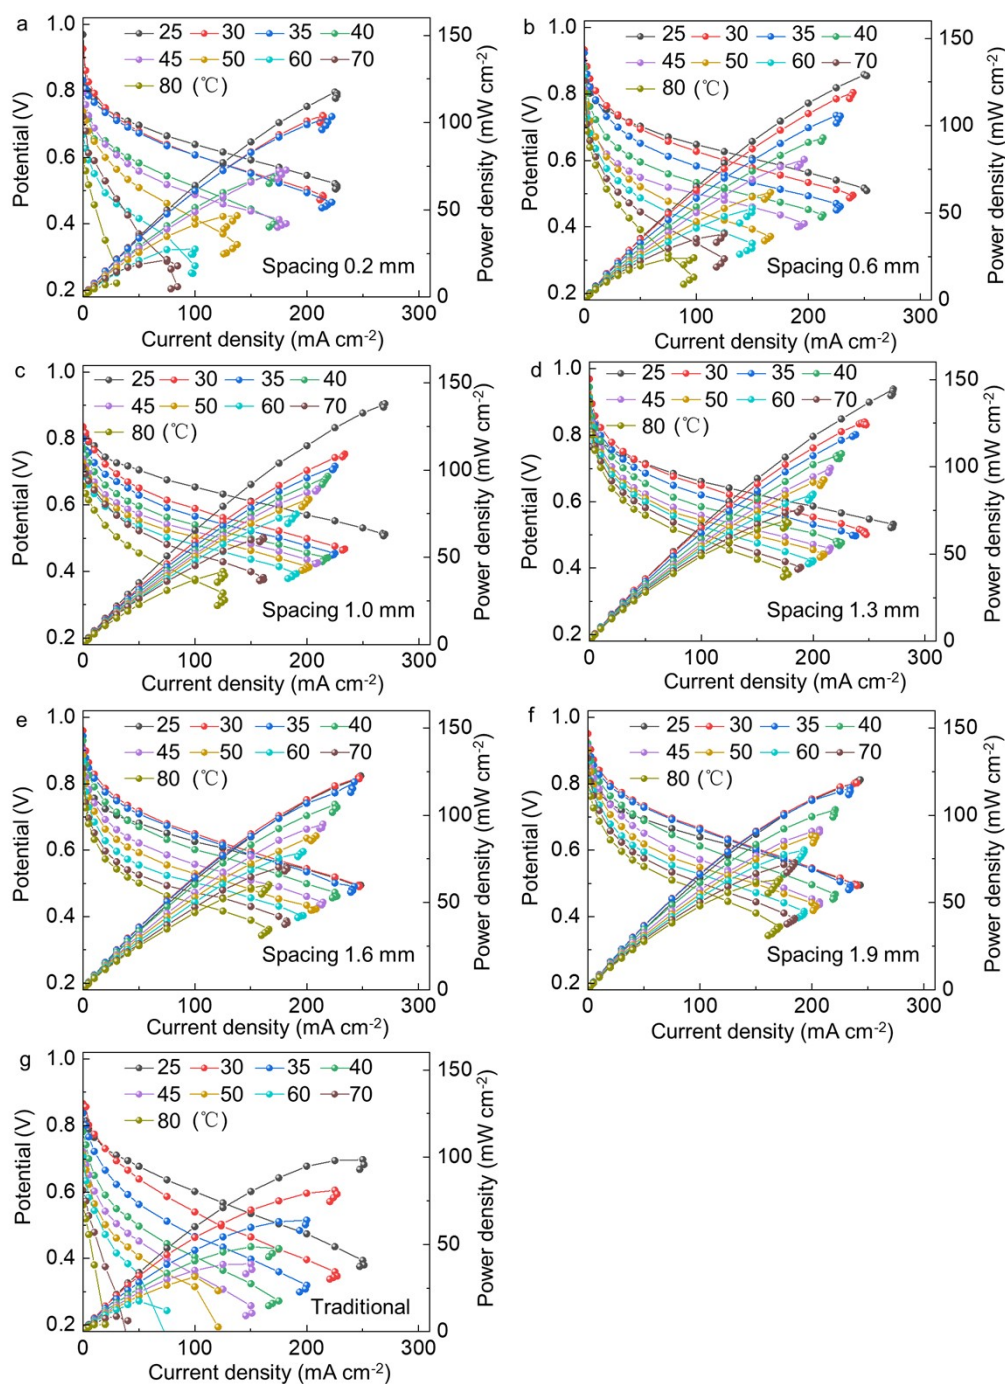 a
25 30 35 40
45 50 60 70
80 (℃)
1.0
0.8
0.6
0.4
0.2
Potential (V)
150
100
50
0
Power density (mW cm-2)
Spacing 0.2 mm
0 100 200 300
Current density (mA cm-2)
b
25 30 35 40
45 50 60 70
80 (℃)
1.0
0.8
0.6
0.4
0.2
Potential (V)
150
100
50
0
Power density (mW cm-2)
Spacing 0.6 mm
0 100 200 300
Current density (mA cm-2)
c
25 30 35 40
45 50 60 70
80 (℃)
1.0
0.8
0.6
0.4
0.2
Potential (V)
150
100
50
0
Power density (mW cm-2)
Spacing 1.0 mm
0 100 200 300
Current density (mA cm-2)
d
25 30 35 40
45 50 60 70
80 (℃)
1.0
0.8
0.6
0.4
0.2
Potential (V)
150
100
50
0
Power density (mW cm-2)
Spacing 1.3 mm
0 100 200 300
Current density (mA cm-2)
e
25 30 35 40
45 50 60 70
80 (℃)
1.0
0.8
0.6
0.4
0.2
Potential (V)
150
100
50
0
Power density (mW cm-2)
Spacing 1.6 mm
0 100 200 300
Current density (mA cm-2)
f
25 30 35 40
45 50 60 70
80 (℃)
1.0
0.8
0.6
0.4
0.2
Potential (V)
150
100
50
0
Power density (mW cm-2)
Spacing 1.9 mm
0 100 200 300
Current density (mA cm-2)
g
25 30 35 40
45 50 60 70
80 (℃)
1.0
0.8
0.6
0.4
0.2
Potential (V)
150
100
50
0
Power density (mW cm-2)
Traditional
0 100 200 300
Current density (mA cm-2)